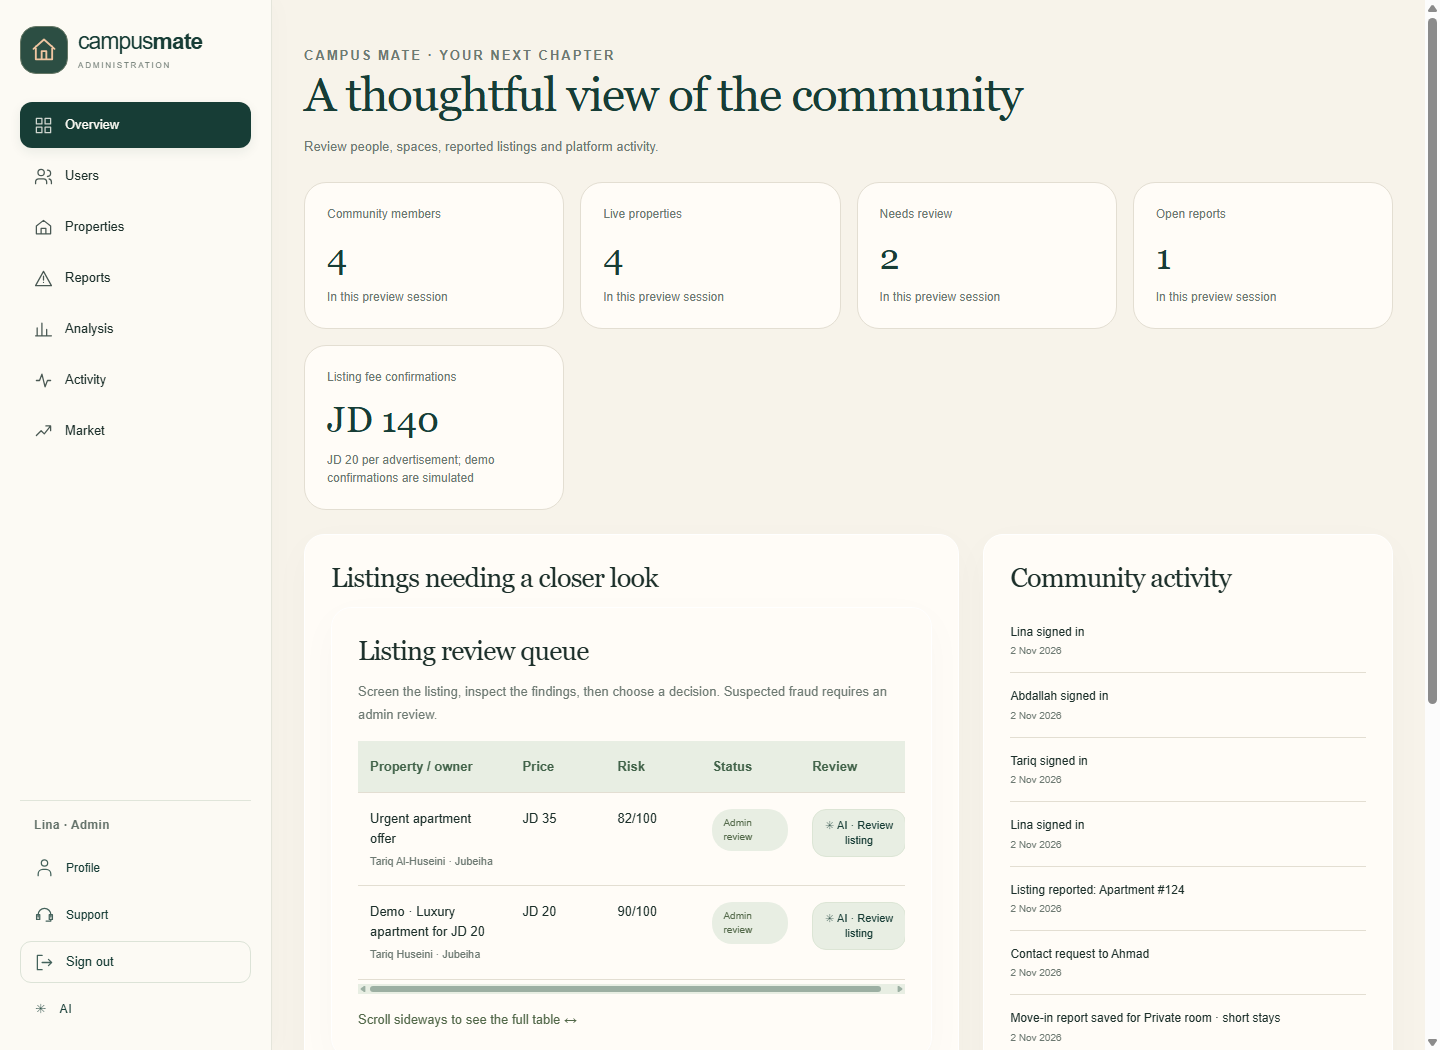 campusmate
ADMINISTRATION
Overview
Users
Properties
Reports
Analysis
Activity
Market
Lina · Admin
Profile
Support
Sign out
✳ AI
CAMPUS MATE · YOUR NEXT CHAPTER
A thoughtful view of the community
Review people, spaces, reported listings and platform activity.
Community members
4
In this preview session
Live properties
4
In this preview session
Needs review
2
In this preview session
Open reports
1
In this preview session
Listing fee confirmations
JD 140
JD 20 per advertisement; demo
confirmations are simulated
Listings needing a closer look
Listing review queue
Screen the listing, inspect the findings, then choose a decision. Suspected fraud requires an
admin review.
Property / owner Price Risk Status Review
Urgent apartment
offer
Tariq Al-Huseini · Jubeiha
JD 35
82/100
Admin
review
✳ AI · Review
listing
Demo · Luxury
apartment for JD 20
Tariq Huseini · Jubeiha
JD 20
90/100
Admin
review
✳ AI · Review
listing
Scroll sideways to see the full table ↔
Community activity
Lina signed in
2 Nov 2026
Abdallah signed in
2 Nov 2026
Tariq signed in
2 Nov 2026
Lina signed in
2 Nov 2026
Listing reported: Apartment #124
2 Nov 2026
Contact request to Ahmad
2 Nov 2026
Move-in report saved for Private room · short stays
2 Nov 2026